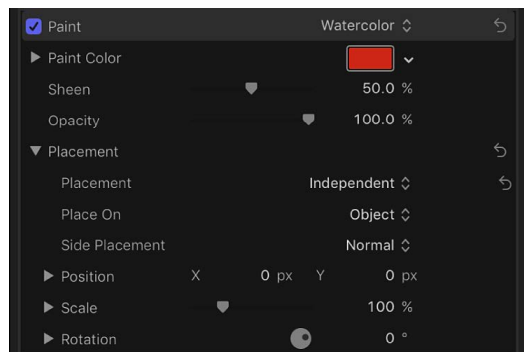 Paint Watercolor
Paint Color
Sheen 50.0 %
Opacity 100.0 %
Placement
Placement Independent
Place On Object
Side Placement Normal
Position X 0 px Y 0 px
Scale 100 %
Rotation 0 °